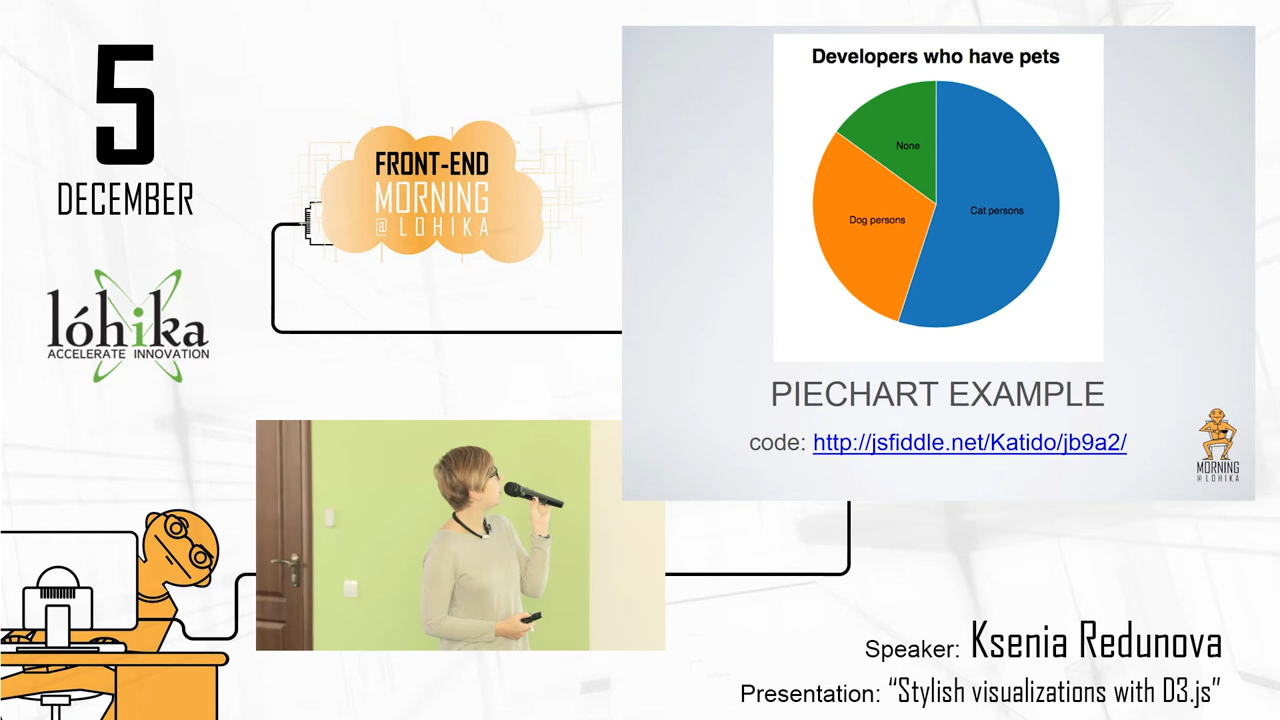 5
DECEMBER
lóhika
ACCELERATE INNOVATION
FRONT-END
MORNING
@ LOHIKA
Developers who have pets
None
Dog persons
Cat persons
PIECHART EXAMPLE
code: http://jsfiddle.net/Katido/jb9a2/
MORNING
@ LOHIKA
Speaker: Ksenia Redunova
Presentation: “Stylish visualizations with D3.js”